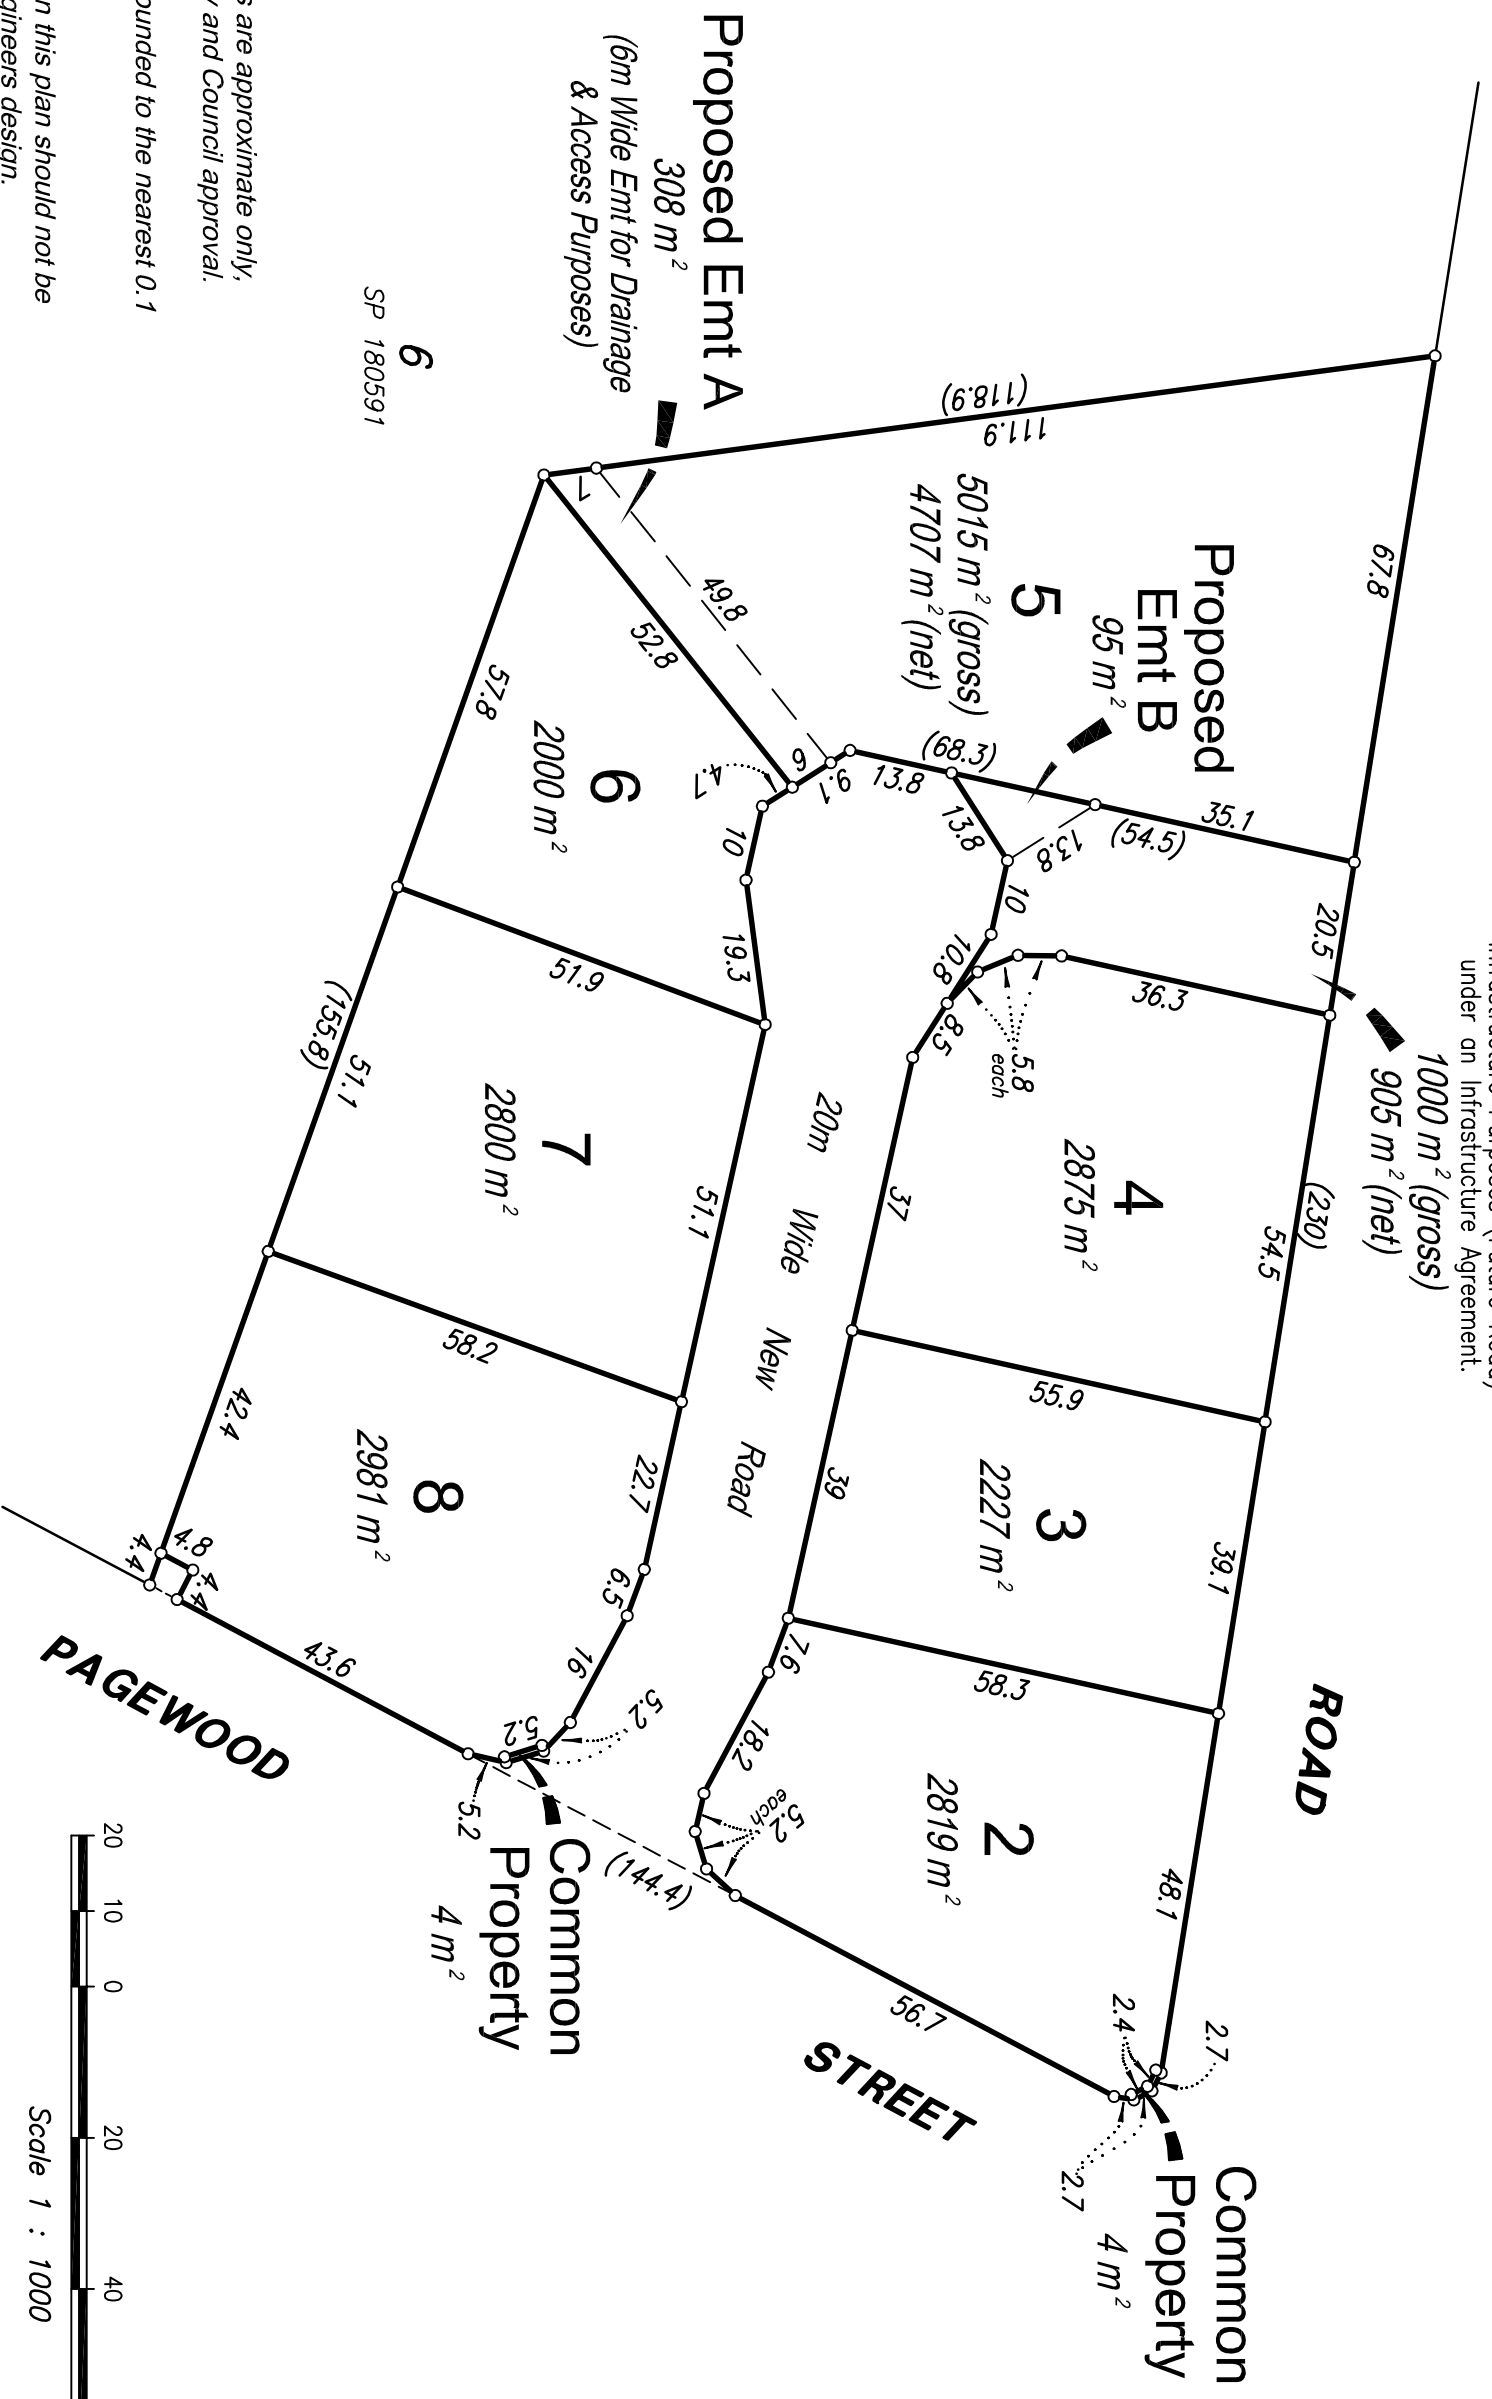 under an Infrastructure Agreement.
1000 m² (gross)
905 m² (net)
ROAD
67.8
20.5
(230)
54.5
39.1
48.1
Proposed
Emt B
95 m²
35.1
(54.5)
(68.3)
13.8
13.8
13.8
10
10.8
8.5
5.8
each
36.3
5
5015 m² (gross)
4707 m² (net)
(118.9)
111.9
4
2875 m²
37
55.9
3
2227 m²
39
58.3
2
2819 m²
7.6
18.2
5.2
each
56.7
2.4
2.7
2.7
Common
Property
4 m²
20m Wide New Road
Proposed Emt A
308 m²
(6m Wide Emt for Drainage
& Access Purposes)
7
49.8
52.8
6
9.1
4.7
10
19.3
6
2000 m²
57.8
51.9
7
2800 m²
51.1
51.1
(155.8)
58.2
8
2981 m²
22.7
6.5
16
5.2
5.2
5.2
42.4
4.8
4.4
4.4
4
43.6
(144.4)
Common
Property
4 m²
PAGEWOOD
STREET
6
SP 180591
s are approximate only,
y and Council approval.
ounded to the nearest 0.1
n this plan should not be
gineers design.
20 10 0 20 40
Scale 1 : 1000